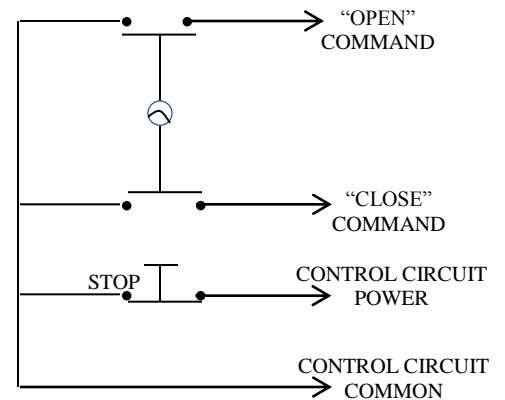 “OPEN”
COMMAND
“CLOSE”
COMMAND
STOP
CONTROL CIRCUIT
POWER
CONTROL CIRCUIT
COMMON